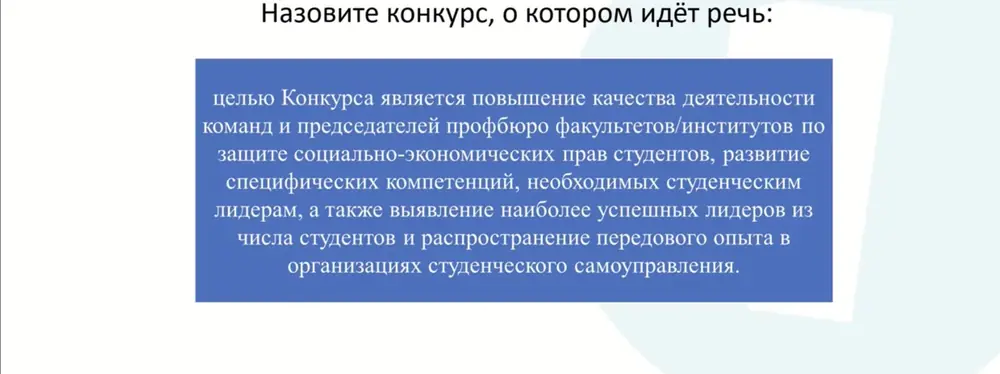 Назовите конкурс, о котором идёт речь:
целью Конкурса является повышение качества деятельности
команд и председателей профбюро факультетов/институтов по
защите социально-экономических прав студентов, развитие
специфических компетенций, необходимых студенческим
лидерам, а также выявление наиболее успешных лидеров из
числа студентов и распространение передового опыта в
организациях студенческого самоуправления.